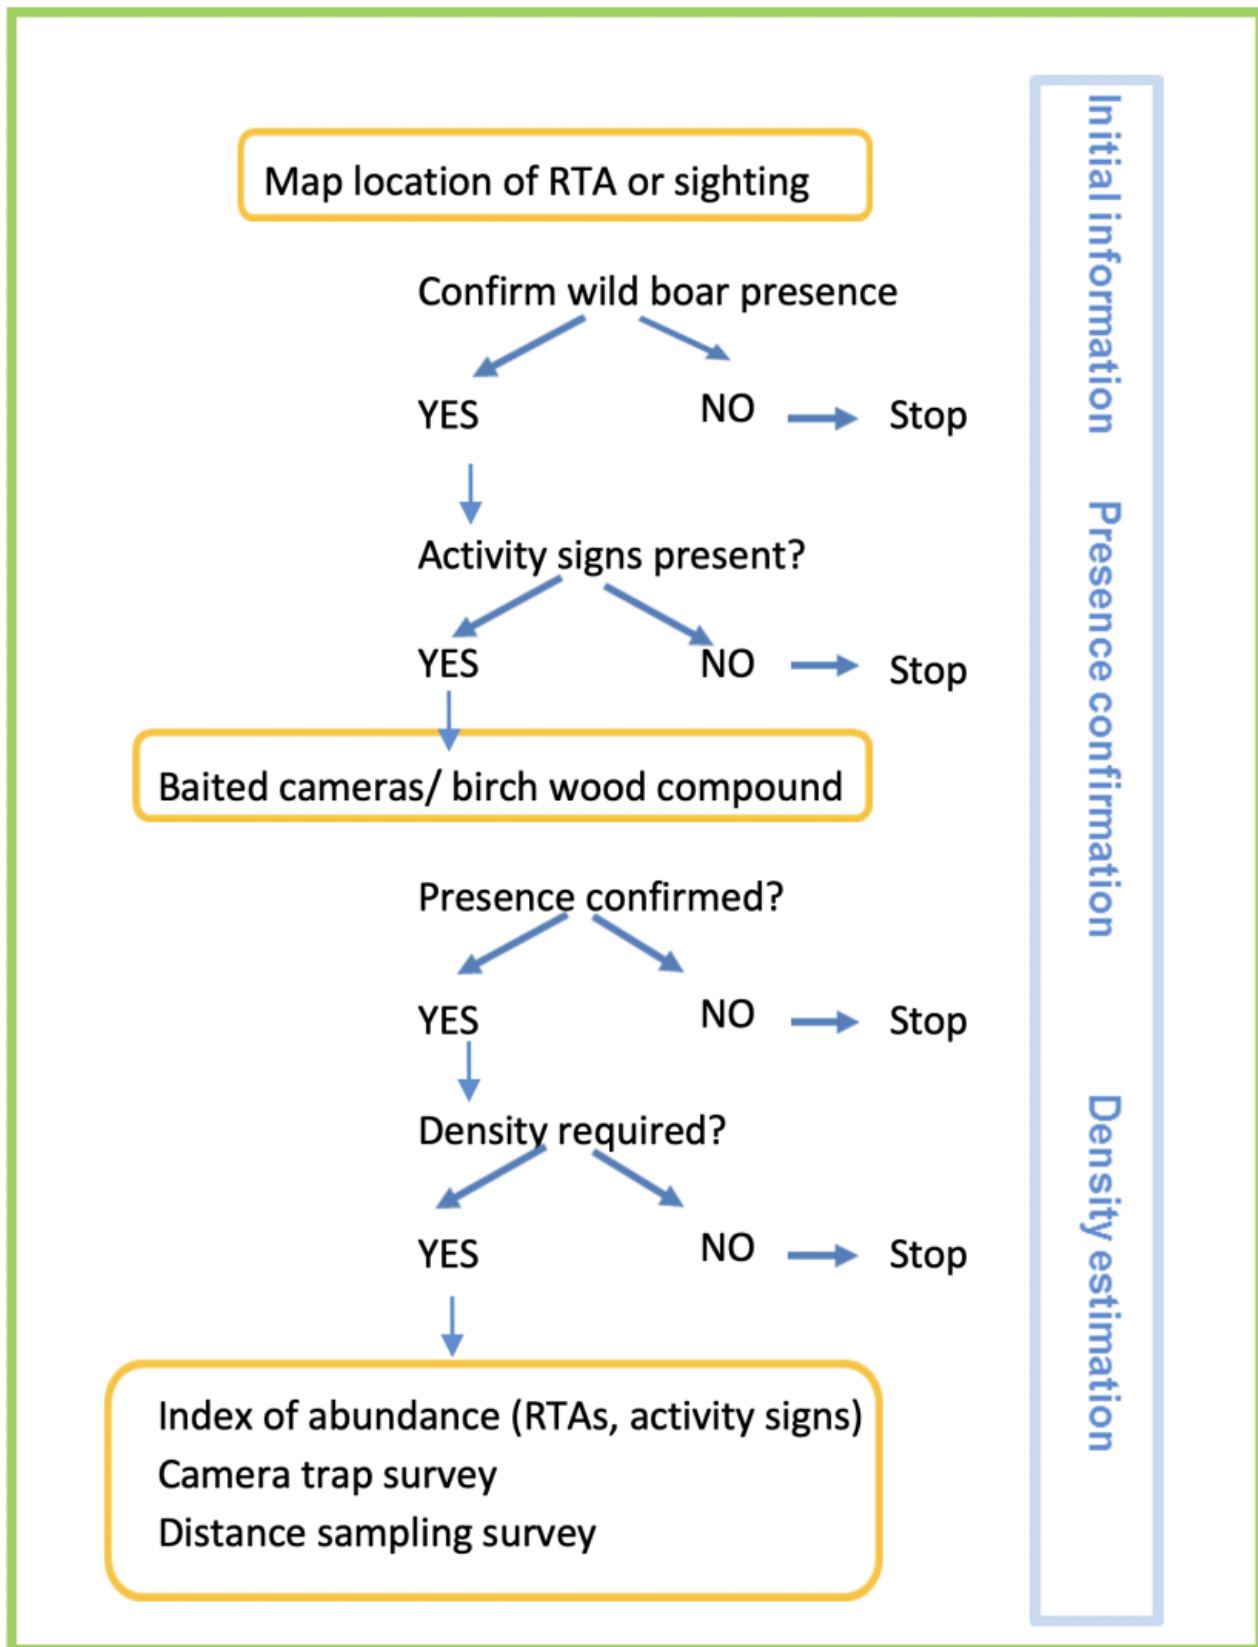 Map location of RTA or sighting
Confirm wild boar presence
YES
NO
Stop
Activity signs present?
YES
NO
Stop
Baited cameras/ birch wood compound
Presence confirmed?
YES
NO
Stop
Density required?
YES
NO
Stop
Index of abundance (RTAs, activity signs)
Camera trap survey
Distance sampling survey
Initial information
Presence confirmation
Density estimation